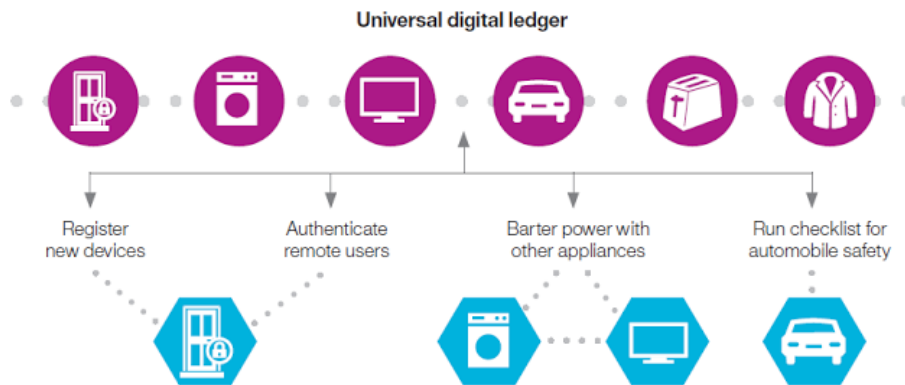 Universal digital ledger
Register
new devices
Authenticate
remote users
Barter power with
other appliances
Run checklist for
automobile safety